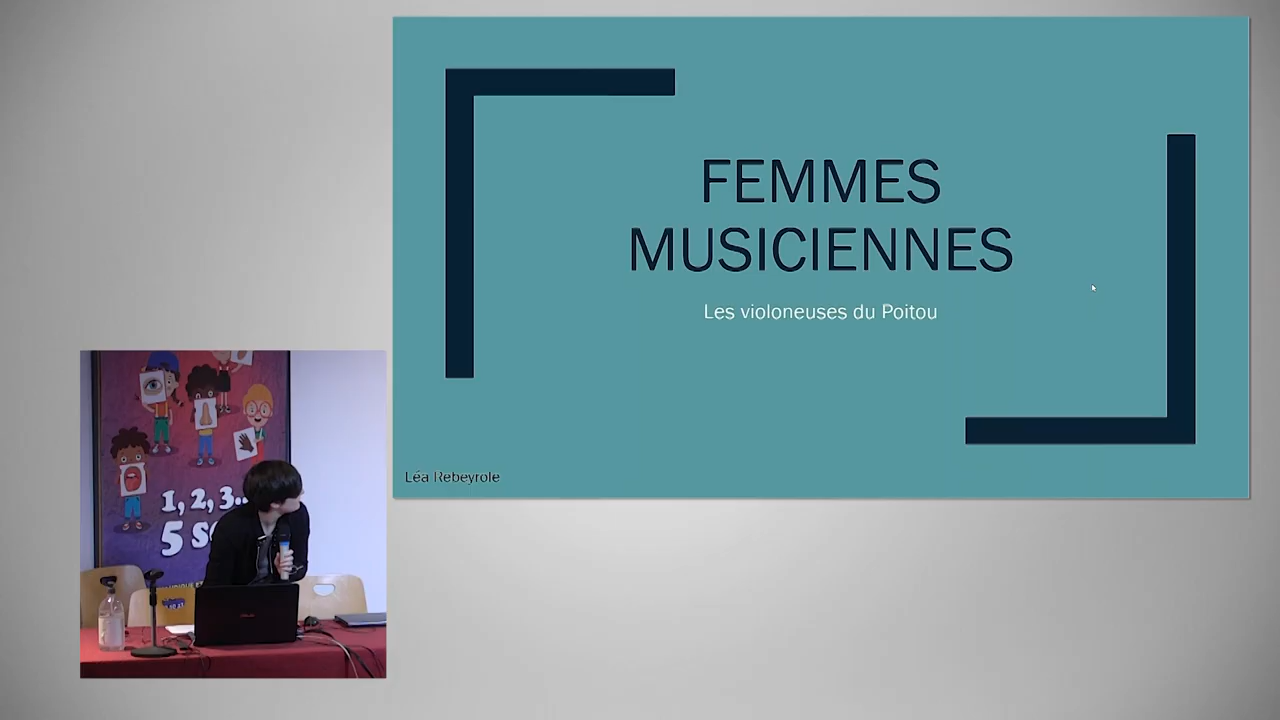 FEMMES
MUSICIENNES
Les violoneuses du Poitou
Léa Rebeyrole
1, 2, 3..
5